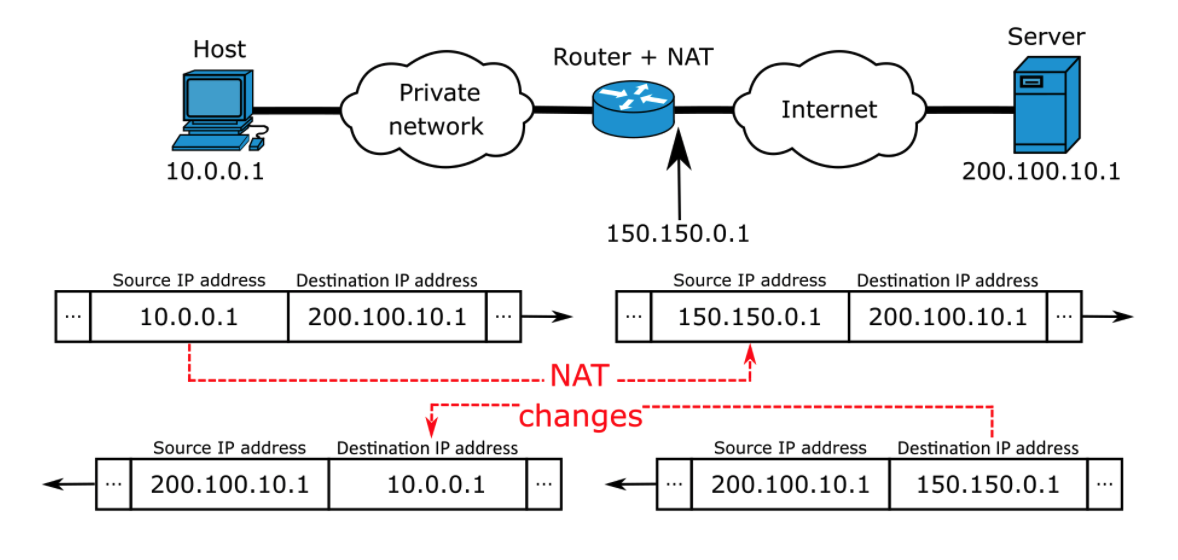 Host
Router + NAT
Server
Private
network
Internet
10.0.0.1
200.100.10.1
150.150.0.1
Source IP address Destination IP address
... 10.0.0.1 200.100.10.1 ...
Source IP address Destination IP address
... 150.150.0.1 200.100.10.1 ...
NAT
changes
Source IP address Destination IP address
... 200.100.10.1 10.0.0.1 ...
Source IP address Destination IP address
... 200.100.10.1 150.150.0.1 ...